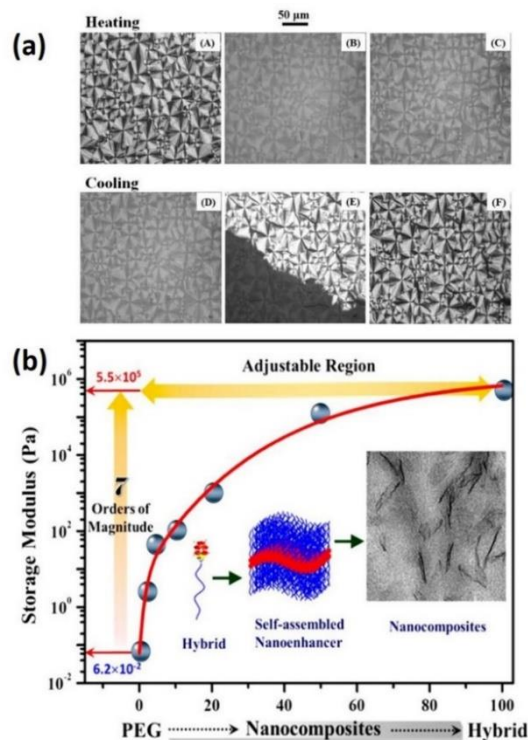 (a)
50 µm
Heating
(A)
(B)
(C)
Cooling
(D)
(E)
(F)
(b)
Adjustable Region
5.5×10⁵
7
Orders of
Magnitude
6.2×10⁻²
Storage Modulus (Pa)
10⁶
10⁴
10²
10⁰
10⁻²
Hybrid
Self-assembled
Nanoenhancer
Nanocomposites
0 20 40 60 80 100
PEG Nanocomposites Hybrid